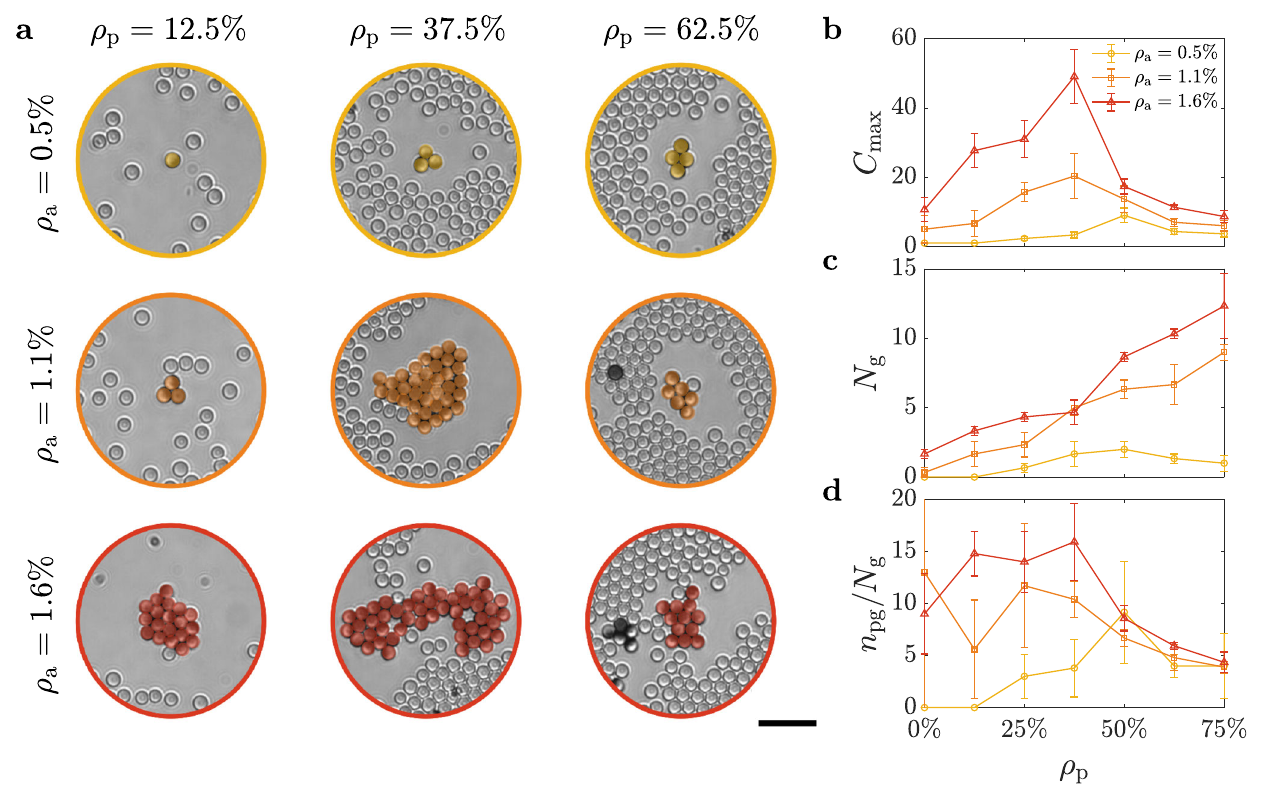 a
ρp = 12.5%
ρp = 37.5%
ρp = 62.5%
ρa = 0.5%
ρa = 1.1%
ρa = 1.6%
b
60
40
20
0
Cmax
ρa = 0.5%
ρa = 1.1%
ρa = 1.6%
c
15
10
5
0
Ng
d
20
15
10
5
0
npg/Ng
0%
25%
50%
75%
ρp